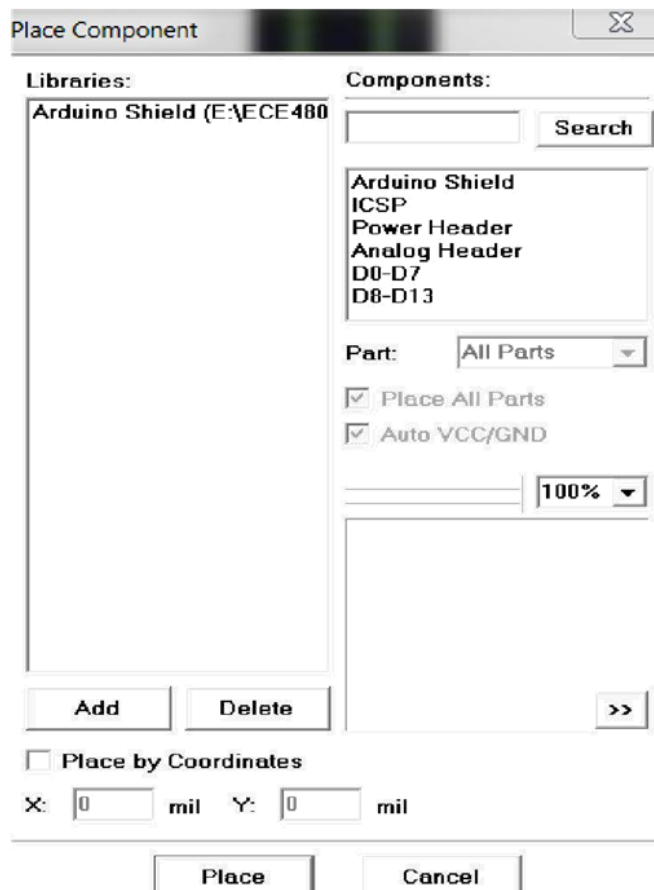 Place Component
Libraries:
Arduino Shield (E:\ECE480
Components:
Search
Arduino Shield
ICSP
Power Header
Analog Header
D0-D7
D8-D13
Part: All Parts
Place All Parts
Auto VCC/GND
100%
>>
Add Delete
Place by Coordinates
X: 0 mil Y: 0 mil
Place Cancel